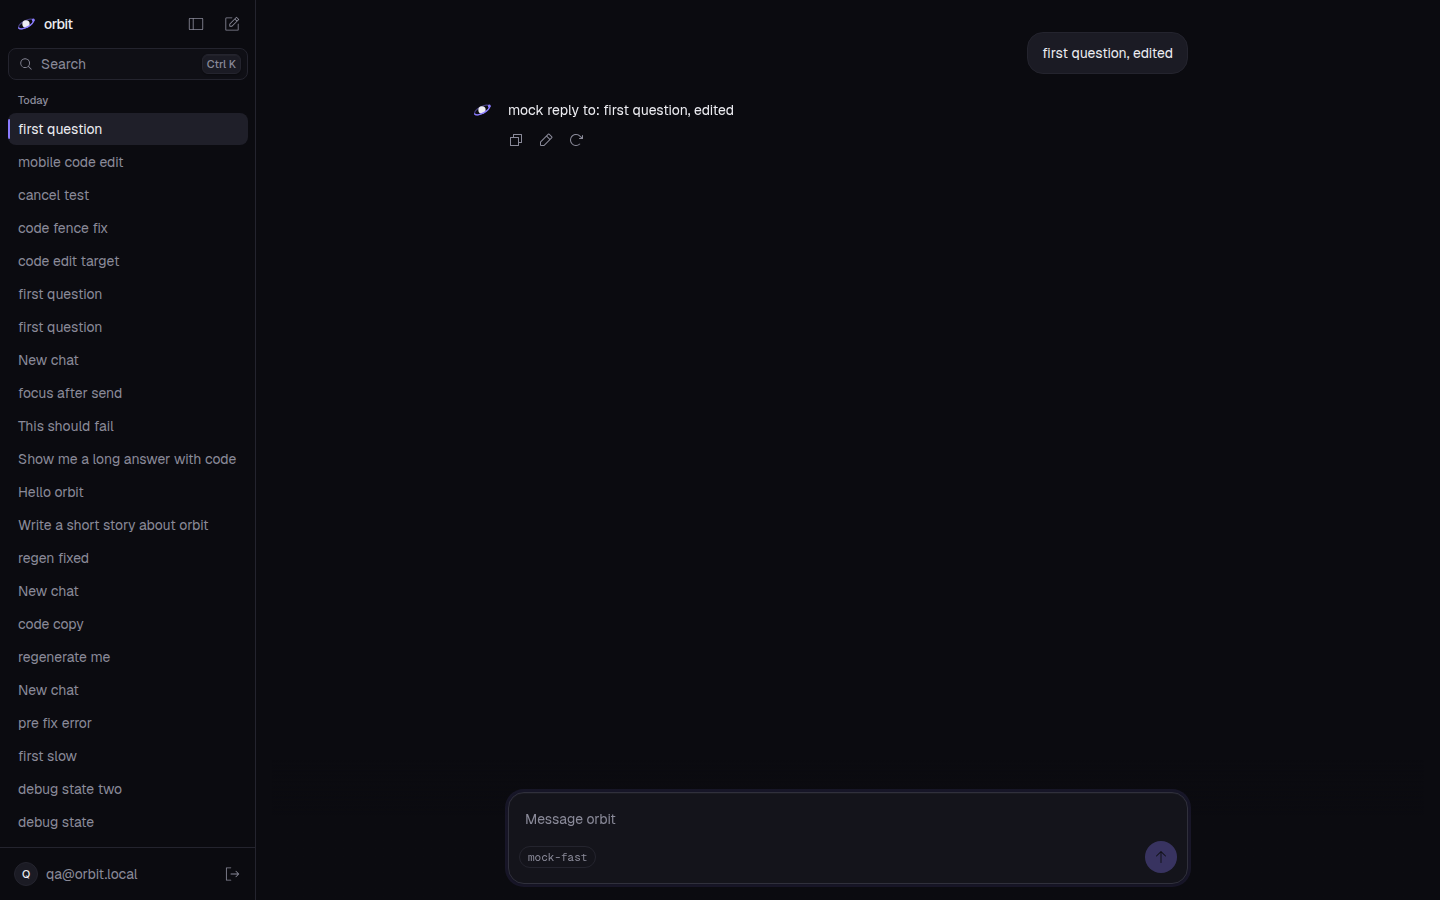 orbit
Search
Ctrl K
Today
first question
mobile code edit
cancel test
code fence fix
code edit target
first question
first question
New chat
focus after send
This should fail
Show me a long answer with code
Hello orbit
Write a short story about orbit
regen fixed
New chat
code copy
regenerate me
New chat
pre fix error
first slow
debug state two
debug state
Q
qa@orbit.local
first question, edited
mock reply to: first question, edited
Message orbit
mock-fast